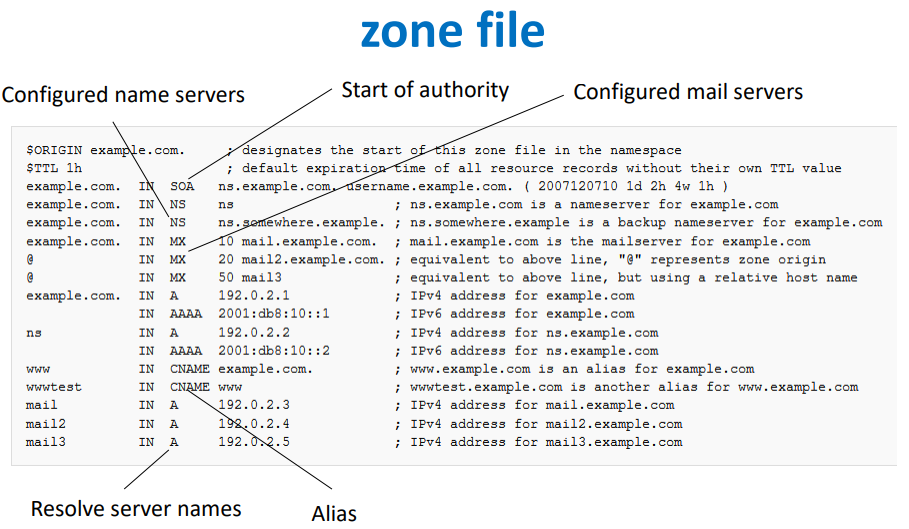 zone file
Configured name servers
Start of authority
Configured mail servers
$ORIGIN example.com. ; designates the start of this zone file in the namespace
$TTL 1h ; default expiration time of all resource records without their own TTL value
example.com. IN SOA ns.example.com. username.example.com. ( 2007120710 1d 2h 4w 1h )
example.com. IN NS ns ; ns.example.com is a nameserver for example.com
example.com. IN NS ns.somewhere.example. ; ns.somewhere.example is a backup nameserver for example.com
example.com. IN MX 10 mail.example.com. ; mail.example.com is the mailserver for example.com
@ IN MX 20 mail2.example.com. ; equivalent to above line, "@" represents zone origin
@ IN MX 50 mail3 ; equivalent to above line, but using a relative host name
example.com. IN A 192.0.2.1 ; IPv4 address for example.com
IN AAAA 2001:db8:10::1 ; IPv6 address for example.com
ns IN A 192.0.2.2 ; IPv4 address for ns.example.com
IN AAAA 2001:db8:10::2 ; IPv6 address for ns.example.com
www IN CNAME example.com. ; www.example.com is an alias for example.com
wwwtest IN CNAME www ; wwwtest.example.com is another alias for www.example.com
mail IN A 192.0.2.3 ; IPv4 address for mail.example.com
mail2 IN A 192.0.2.4 ; IPv4 address for mail2.example.com
mail3 IN A 192.0.2.5 ; IPv4 address for mail3.example.com
Resolve server names
Alias